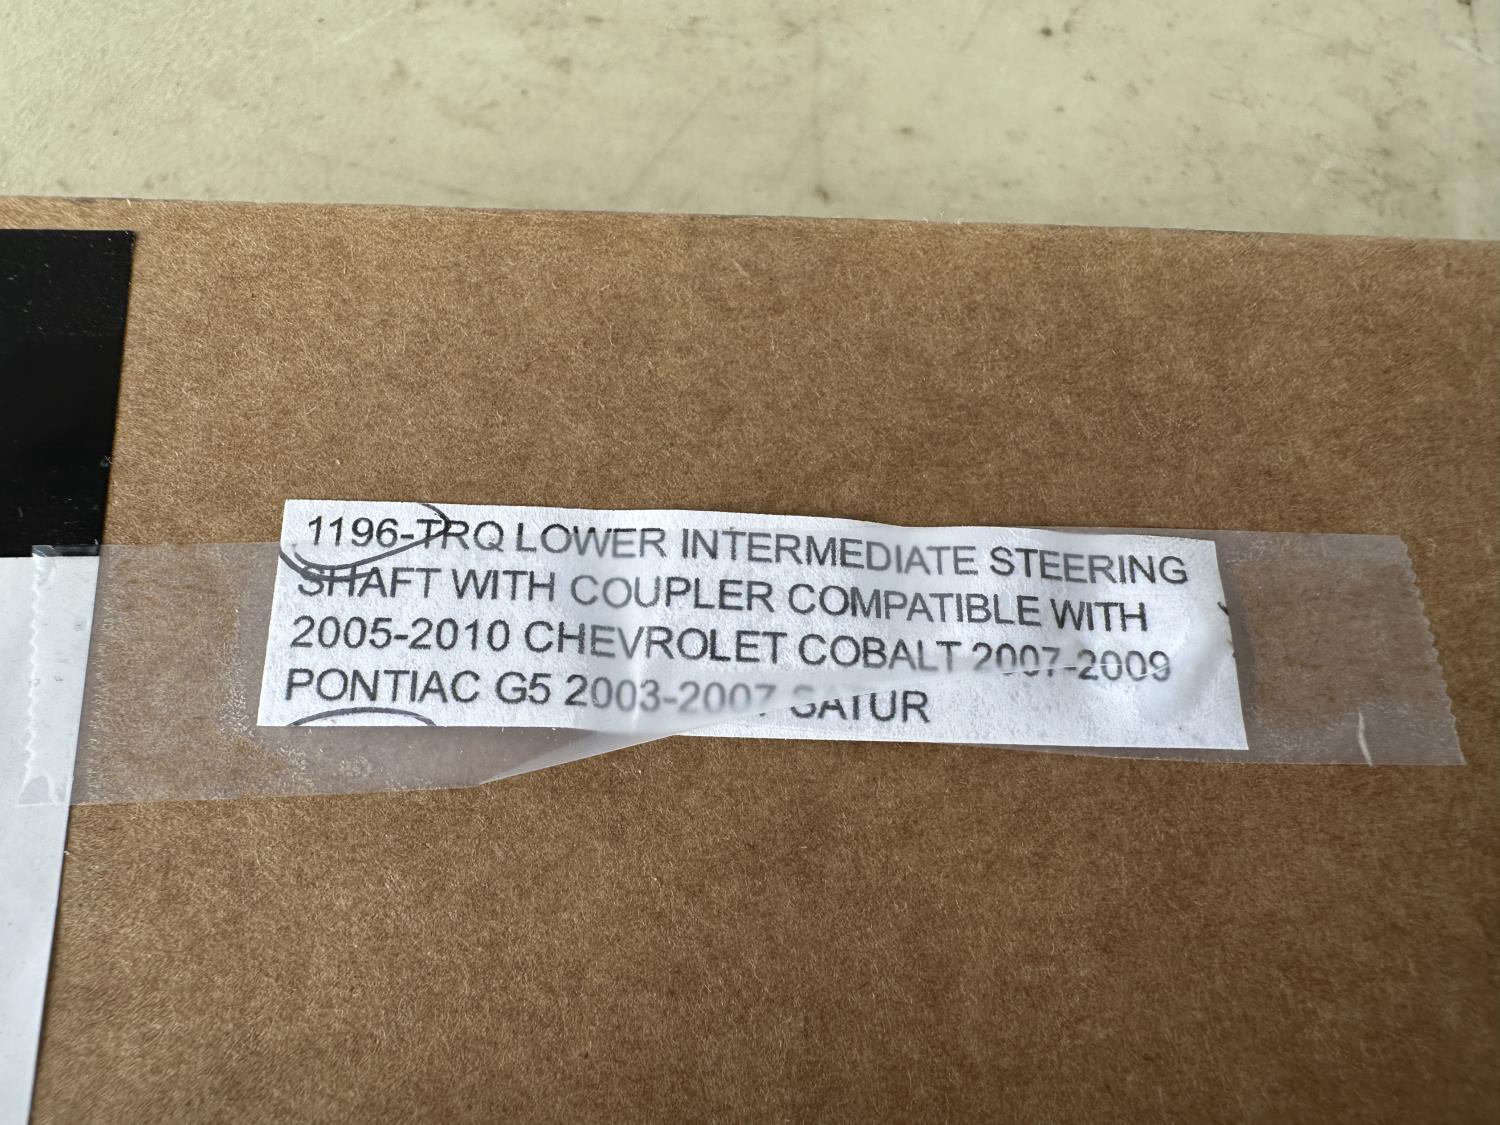 1196-TRQ LOWER INTERMEDIATE STEERING
SHAFT WITH COUPLER COMPATIBLE WITH
2005-2010 CHEVROLET COBALT 2007-2009
PONTIAC G5 2003-2007 SATUR